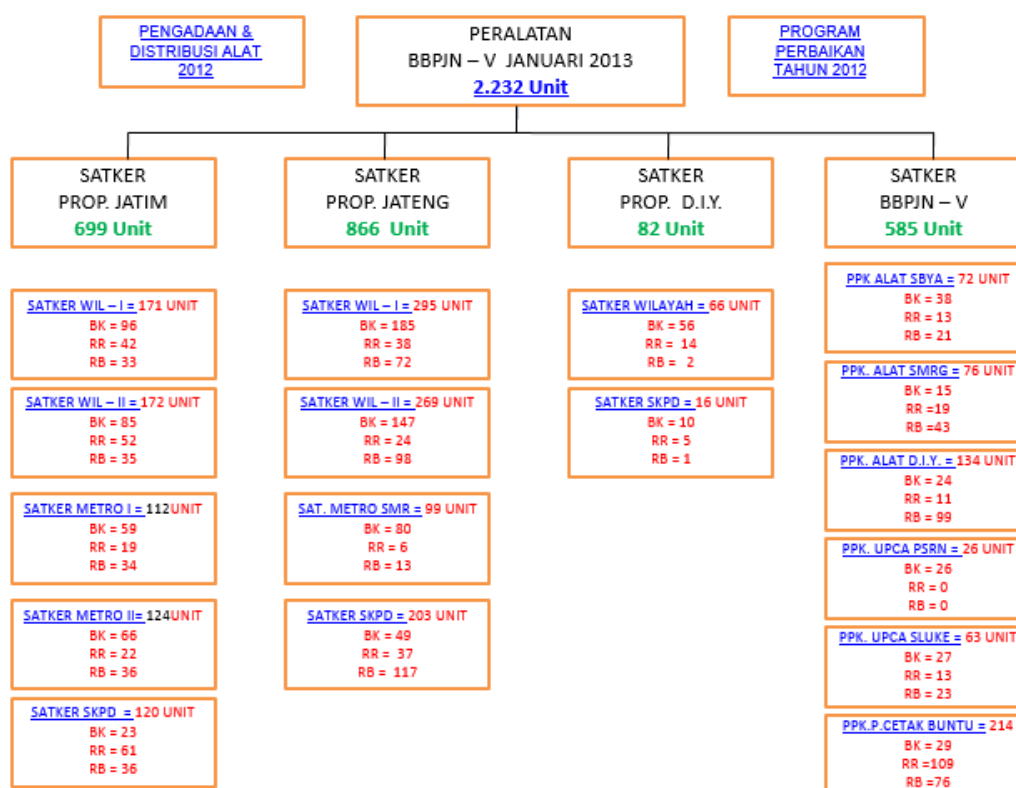 PENGADAAN &
DISTRIBUSI ALAT
2012
PERALATAN
BBPJN – V JANUARI 2013
2.232 Unit
PROGRAM
PERBAIKAN
TAHUN 2012
SATKER
PROP. JATIM
699 Unit
SATKER
PROP. JATENG
866 Unit
SATKER
PROP. D.I.Y.
82 Unit
SATKER
BBPJN – V
585 Unit
SATKER WIL – I = 171 UNIT
BK = 96
RR = 42
RB = 33
SATKER WIL – II = 172 UNIT
BK = 85
RR = 52
RB = 35
SATKER METRO I = 112UNIT
BK = 59
RR = 19
RB = 34
SATKER METRO II= 124UNIT
BK = 66
RR = 22
RB = 36
SATKER SKPD = 120 UNIT
BK = 23
RR = 61
RB = 36
SATKER WIL – I = 295 UNIT
BK = 185
RR = 38
RB = 72
SATKER WIL – II = 269 UNIT
BK = 147
RR = 24
RB = 98
SAT. METRO SMR = 99 UNIT
BK = 80
RR = 6
RB = 13
SATKER SKPD = 203 UNIT
BK = 49
RR = 37
RB = 117
SATKER WILAYAH = 66 UNIT
BK = 56
RR = 14
RB = 2
SATKER SKPD = 16 UNIT
BK = 10
RR = 5
RB = 1
PPK ALAT SBYA = 72 UNIT
BK = 38
RR = 13
RB = 21
PPK. ALAT SMRG = 76 UNIT
BK = 15
RR =19
RB =43
PPK. ALAT D.I.Y. = 134 UNIT
BK = 24
RR = 11
RB = 99
PPK. UPCA PSRN = 26 UNIT
BK = 26
RR = 0
RB = 0
PPK. UPCA SLUKE = 63 UNIT
BK = 27
RR = 13
RB = 23
PPK.P.CETAK BUNTU = 214
BK = 29
RR =109
RB =76